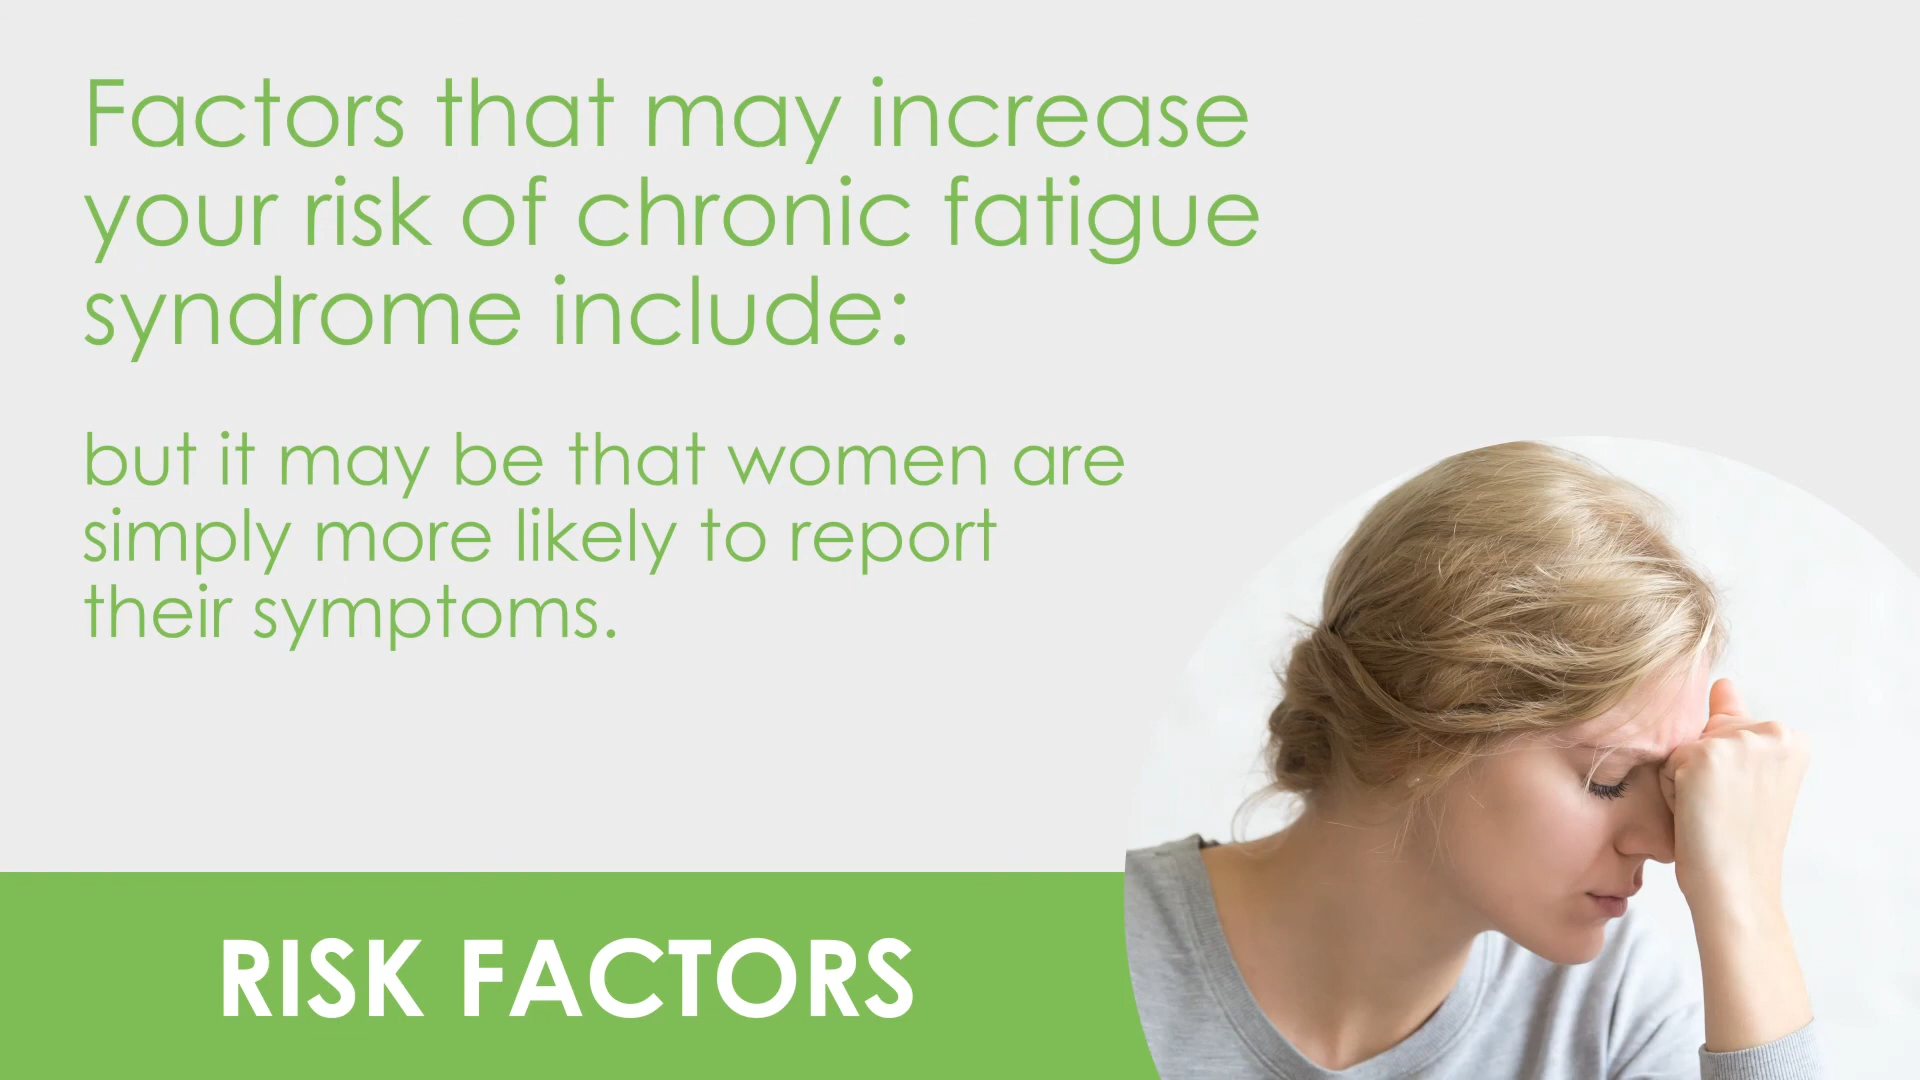 Factors that may increase
your risk of chronic fatigue
syndrome include:
but it may be that women are
simply more likely to report
their symptoms.
RISK FACTORS